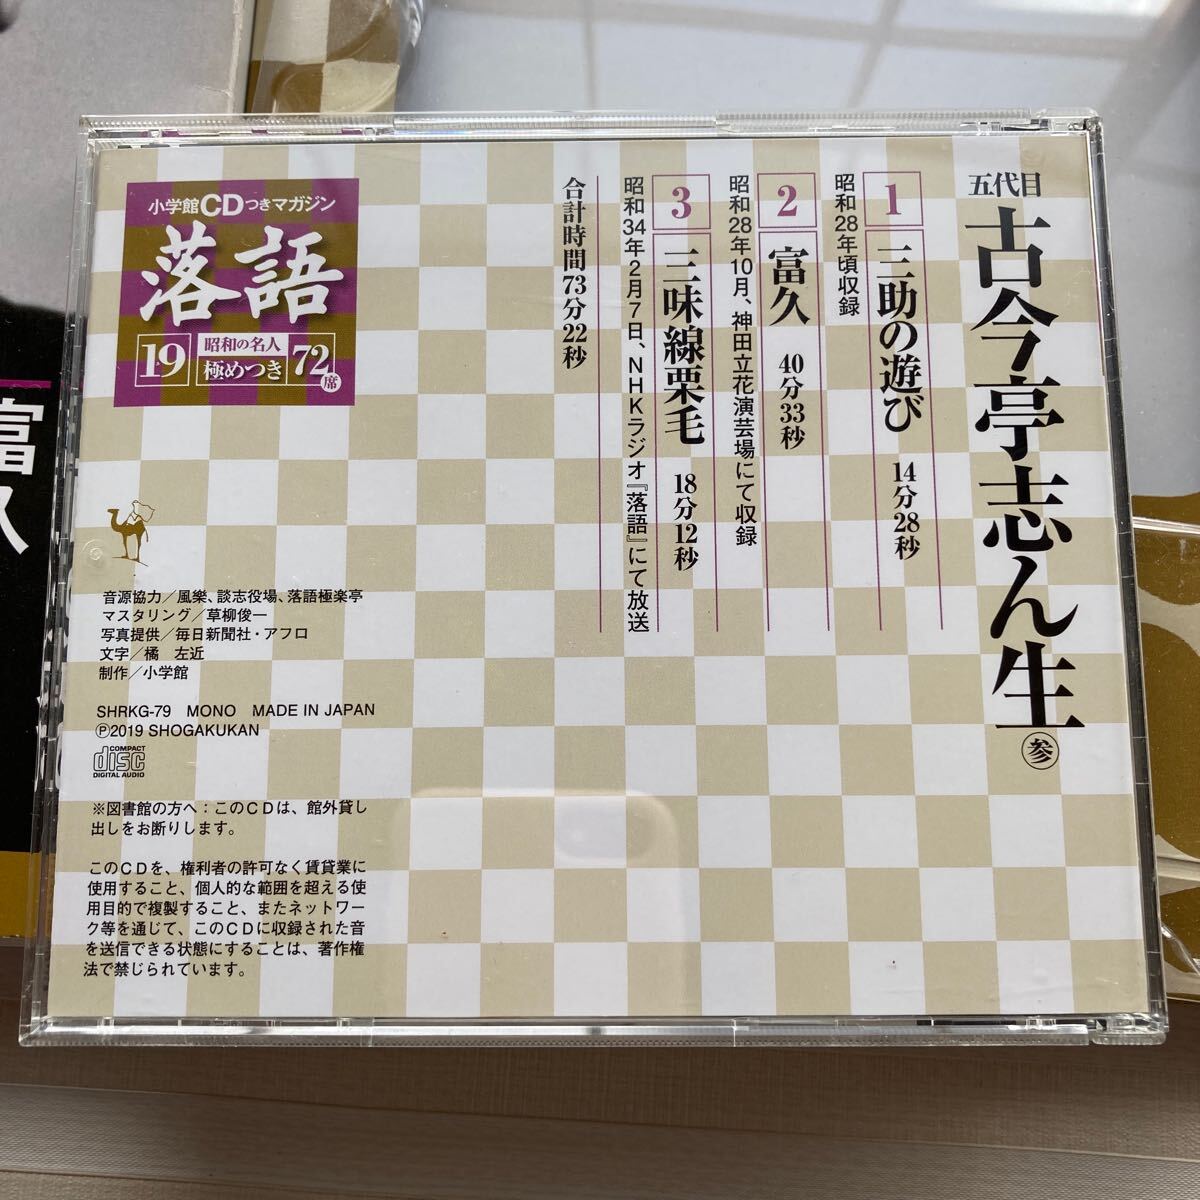 五代目
古今亭志ん生 参
1 三助の遊び 14分28秒
昭和28年頃収録
2 富久 40分33秒
昭和28年10月、神田立花演芸場にて収録
3 三味線栗毛 18分12秒
昭和34年2月7日、NHKラジオ『落語』にて放送
合計時間73分22秒
小学館CDつきマガジン
落語
19 昭和の名人 極めつき 72席
音源協力／風樂、談志役場、落語極楽亭
マスタリング／草柳俊一
写真提供／毎日新聞社・アフロ
文字／橘 左近
制作／小学館
SHRKG-79 MONO MADE IN JAPAN
Ⓟ2019 SHOGAKUKAN
COMPACT
disc
DIGITAL AUDIO
※図書館の方へ：このCDは、館外貸し
出しをお断りします。
このCDを、権利者の許可なく賃貸業に
使用すること、個人的な範囲を超える使
用目的で複製すること、またネットワー
ク等を通じて、このCDに収録された音
を送信できる状態にすることは、著作権
法で禁じられています。
富久